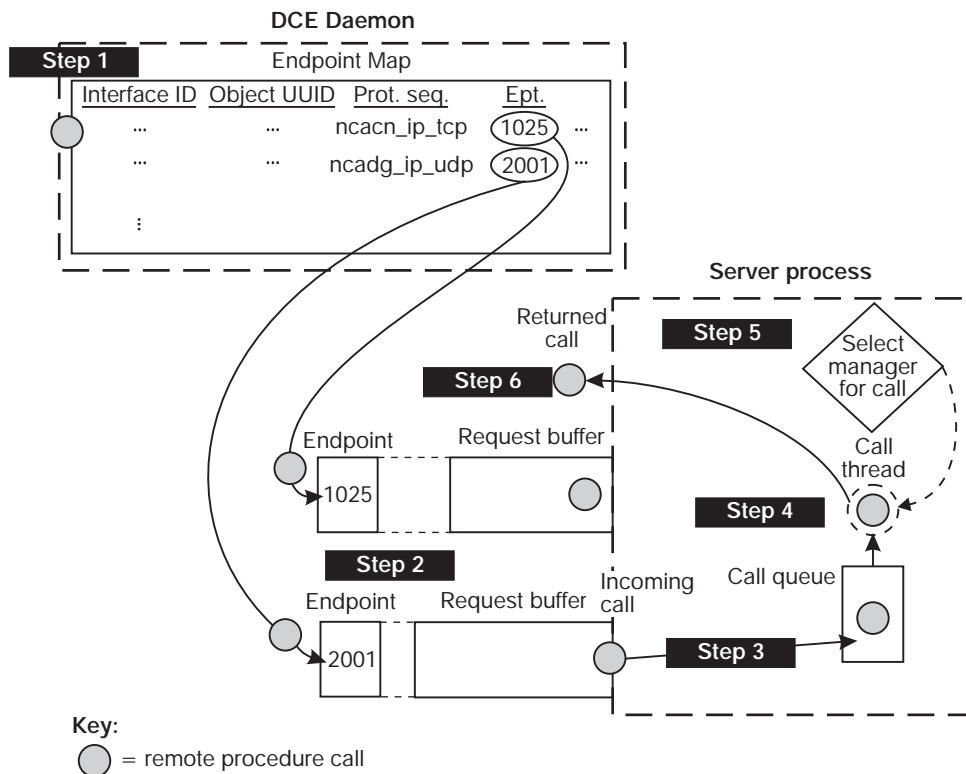 DCE Daemon
Step 1
Endpoint Map
Interface ID Object UUID Prot. seq. Ept.
... ... ncacn_ip_tcp 1025 ...
... ... ncadg_ip_udp 2001 ...
...
Server process
Returned
call
Step 5
Select
manager
for call
Step 6
Endpoint
Request buffer
Call
thread
1025
Step 4
Step 2
Endpoint
Request buffer
Incoming
call
Call queue
2001
Step 3
Key:
= remote procedure call